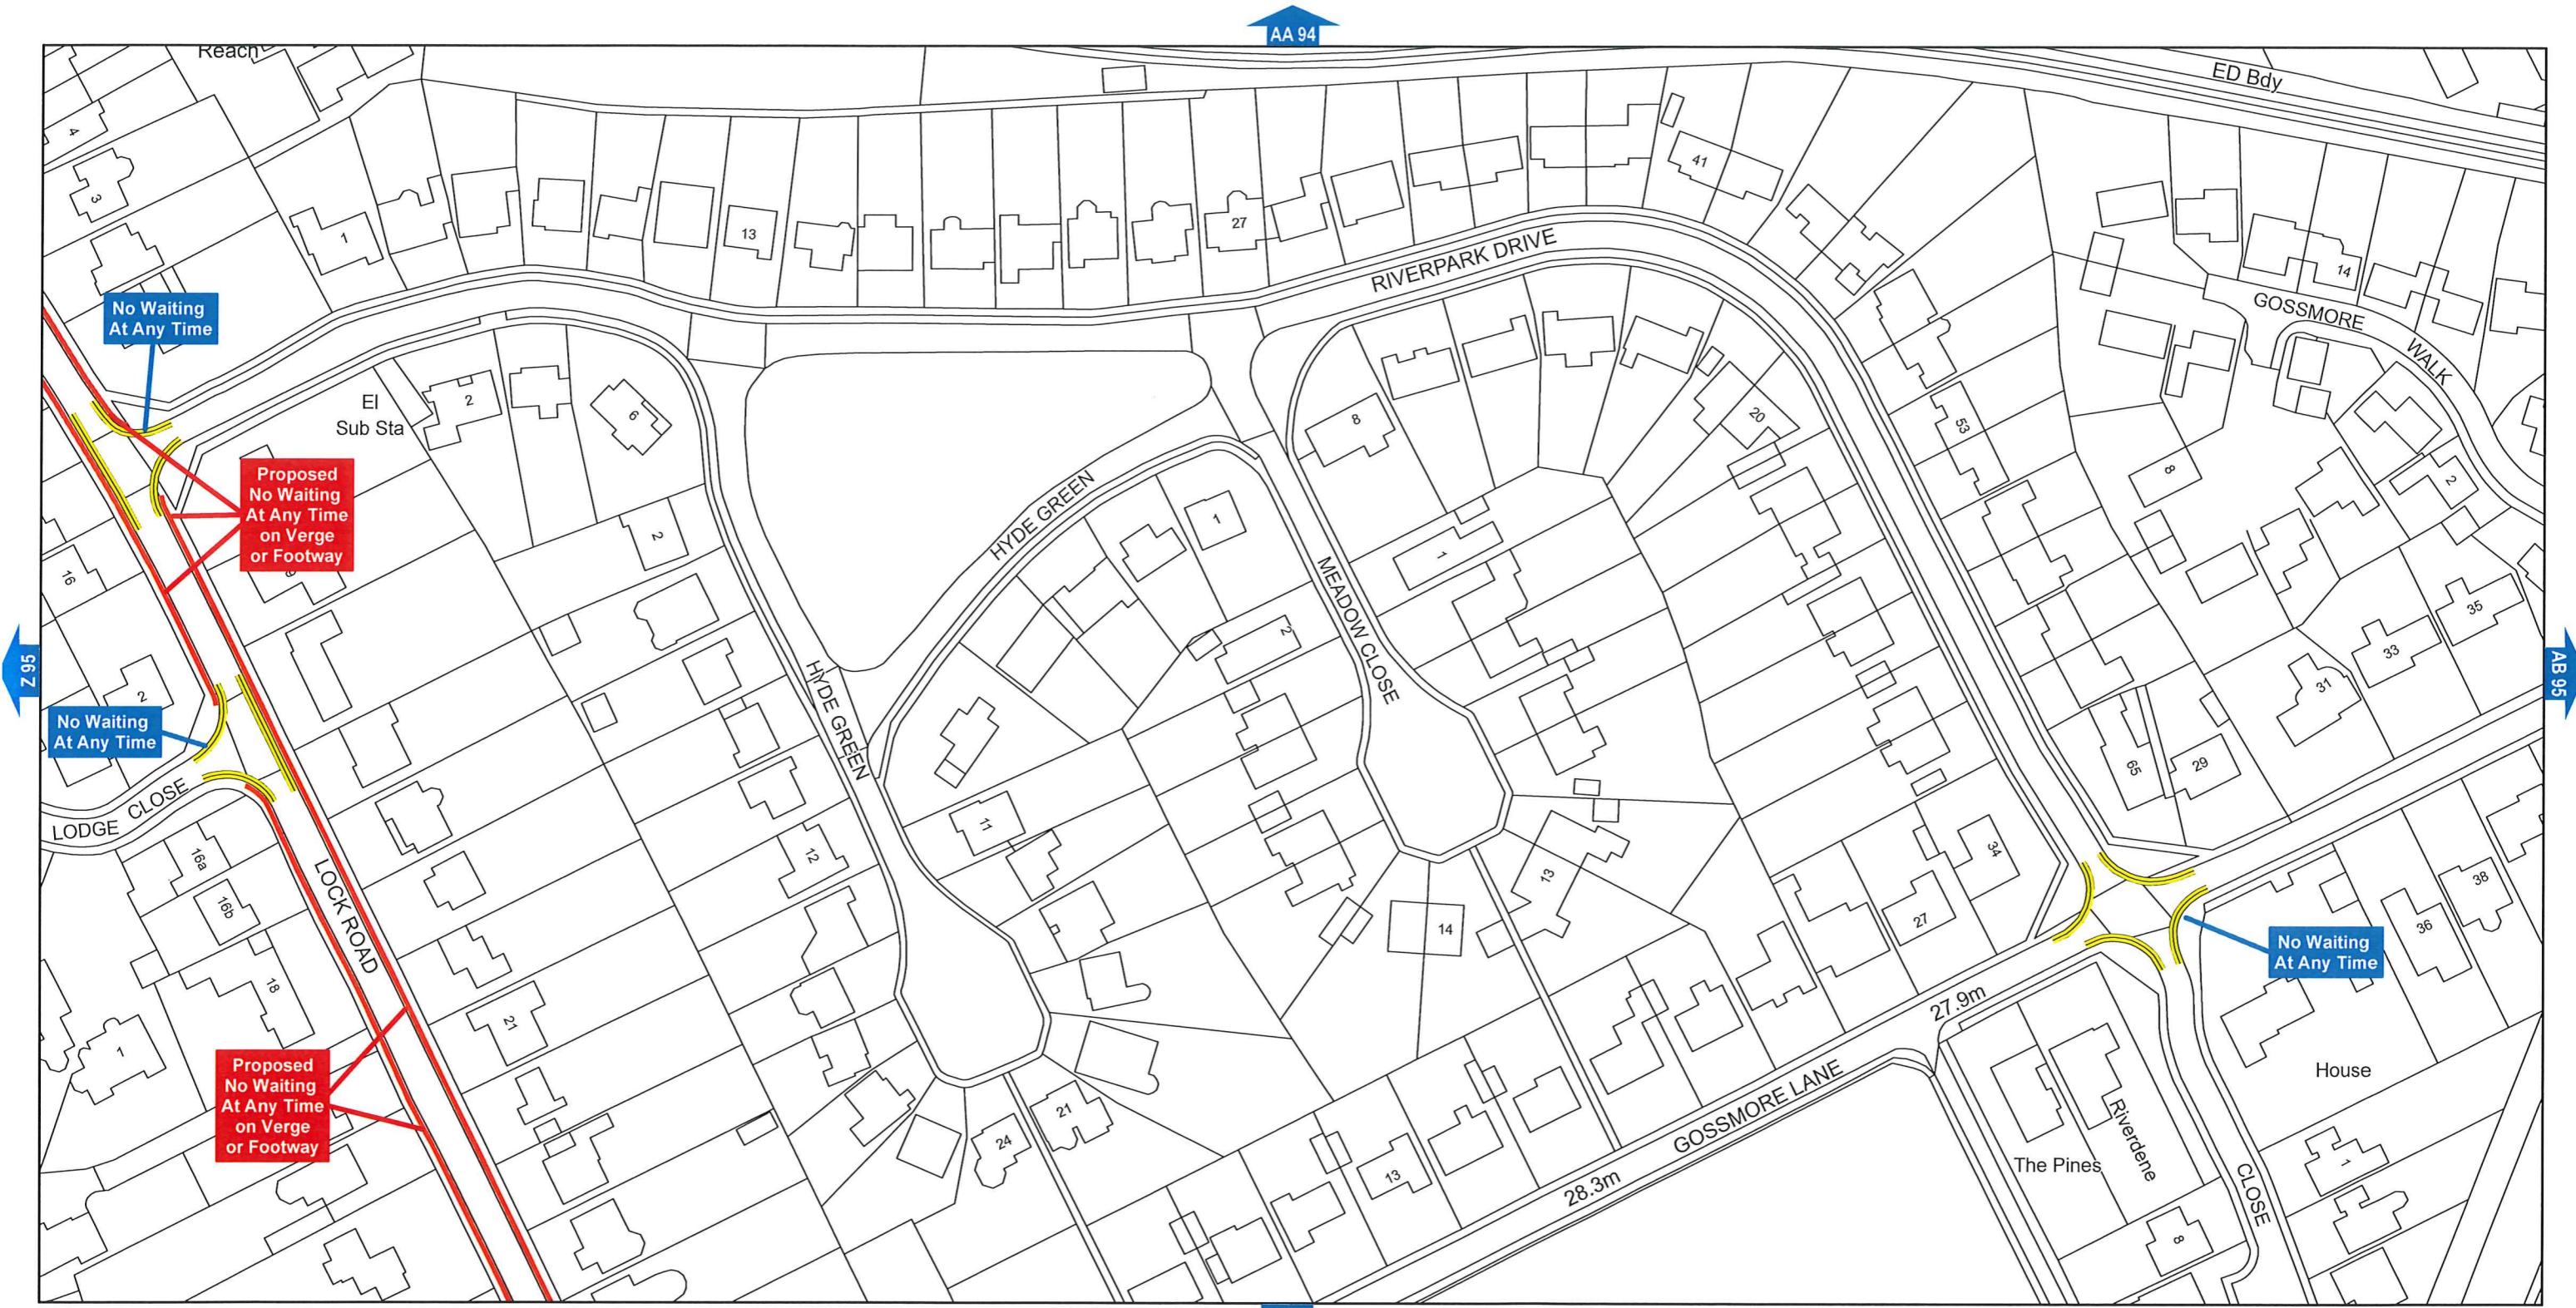 AA 94
Reach
ED Bdy
4
3
1
13
27
41
14
RIVERPARK DRIVE
GOSSMORE
WALK
No Waiting
At Any Time
El
Sub Sta
2
6
8
20
53
8
2
Proposed
No Waiting
At Any Time
on Verge
or Footway
HYDE GREEN
1
2
1
MEADOW CLOSE
16
2
35
33
31
Z 95
AB 95
2
HYDE GREEN
No Waiting
At Any Time
LODGE CLOSE
65
29
11
12
16a
16b
34
27
13
14
38
36
No Waiting
At Any Time
LOCK ROAD
18
21
1
27.9m
House
Proposed
No Waiting
At Any Time
on Verge
or Footway
GOSSMORE LANE
21
24
13
28.3m
The Pines
Riverdene
1
CLOSE
8